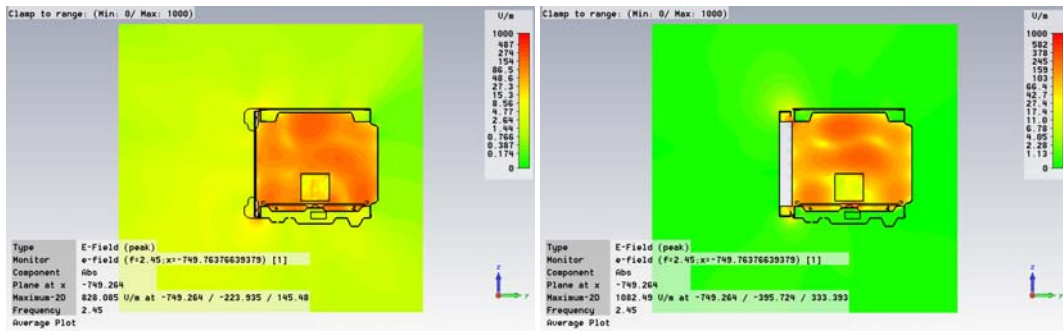 Clamp to range: (Min: 0/ Max: 1000)
V/m
1000
487
274
154
86.5
48.6
27.3
15.3
8.56
4.77
2.64
1.44
0.766
0.387
0.174
0
Type E-Field (peak)
Monitor e-field (f=2.45;x=-749.76376639379) [1]
Component Abs
Plane at x -749.264
Maximum-2D 828.085 V/m at -749.264 / -223.935 / 145.48
Frequency 2.45
Average Plot
z
y
Clamp to range: (Min: 0/ Max: 1000)
V/m
1000
582
378
245
159
103
66.4
42.7
27.4
17.4
11.0
6.78
4.05
2.28
1.13
0
Type E-Field (peak)
Monitor e-field (f=2.45;x=-749.76376639379) [1]
Component Abs
Plane at x -749.264
Maximum-2D 1082.49 V/m at -749.264 / -395.724 / 333.393
Frequency 2.45
Average Plot
z
y